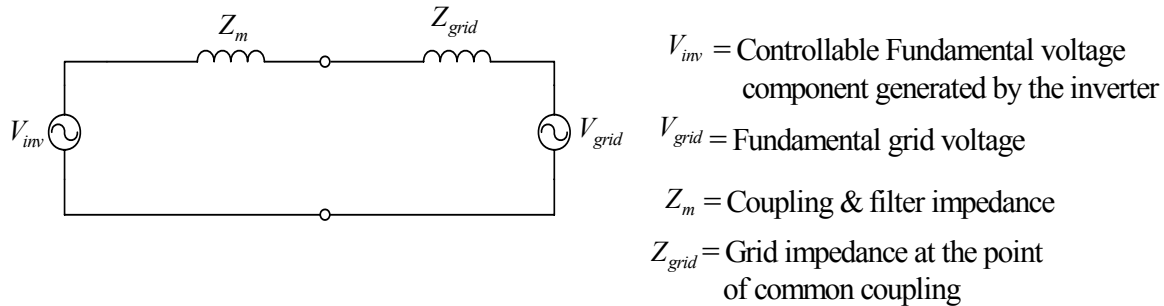 Z_m
Z_grid
V_inv
V_grid
V_inv = Controllable Fundamental voltage
component generated by the inverter
V_grid = Fundamental grid voltage
Z_m = Coupling & filter impedance
Z_grid = Grid impedance at the point
of common coupling